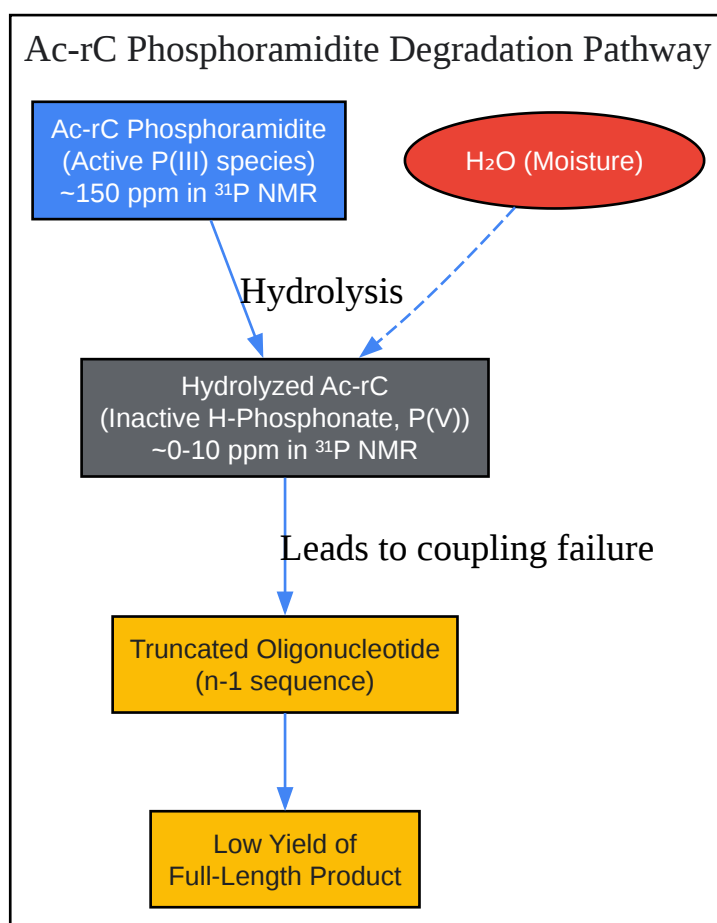 Ac-rC Phosphoramidite Degradation Pathway
Ac-rC Phosphoramidite
(Active P(III) species)
~150 ppm in ³¹P NMR
H₂O (Moisture)
Hydrolysis
Hydrolyzed Ac-rC
(Inactive H-Phosphonate, P(V))
~0-10 ppm in ³¹P NMR
Leads to coupling failure
Truncated Oligonucleotide
(n-1 sequence)
Low Yield of
Full-Length Product